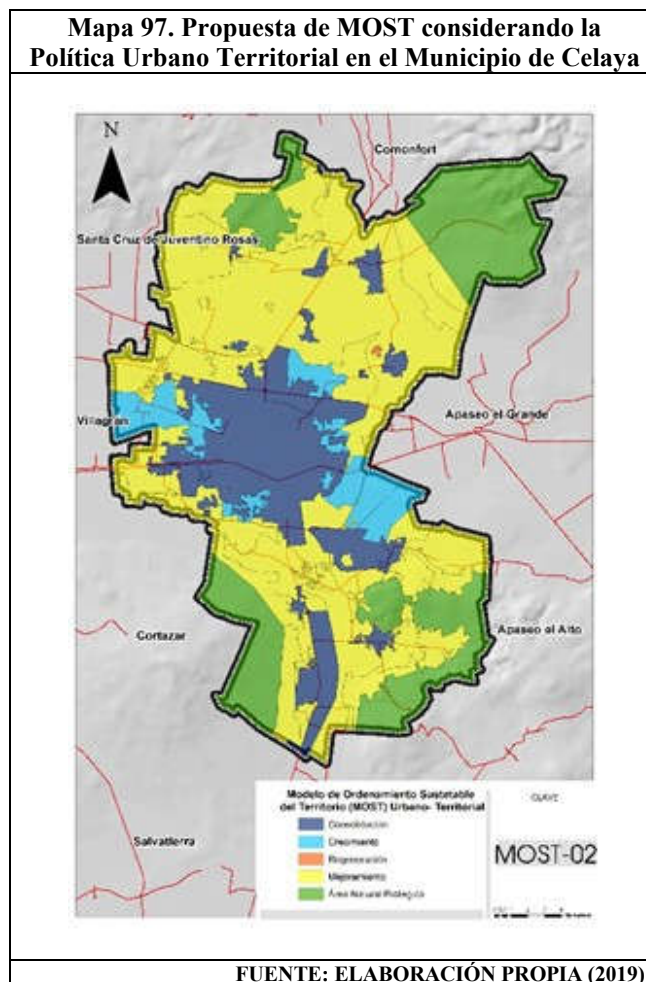 Mapa 97. Propuesta de MOST considerando la
Política Urbano Territorial en el Municipio de Celaya
N
Comonfort
Santa Cruz de Juventino Rosas
Villagran
Apaseo el Grande
Cortazar
Apaseo el Alto
Salvatierra
Modelo de Ordenamiento Sustetable
del Territorio (MOST) Urbano- Territorial
Consolidación
Crecimiento
Regeneración
Mejoramiento
Área Natural Protegida
CLAVE
MOST-02
FUENTE: ELABORACIÓN PROPIA (2019)